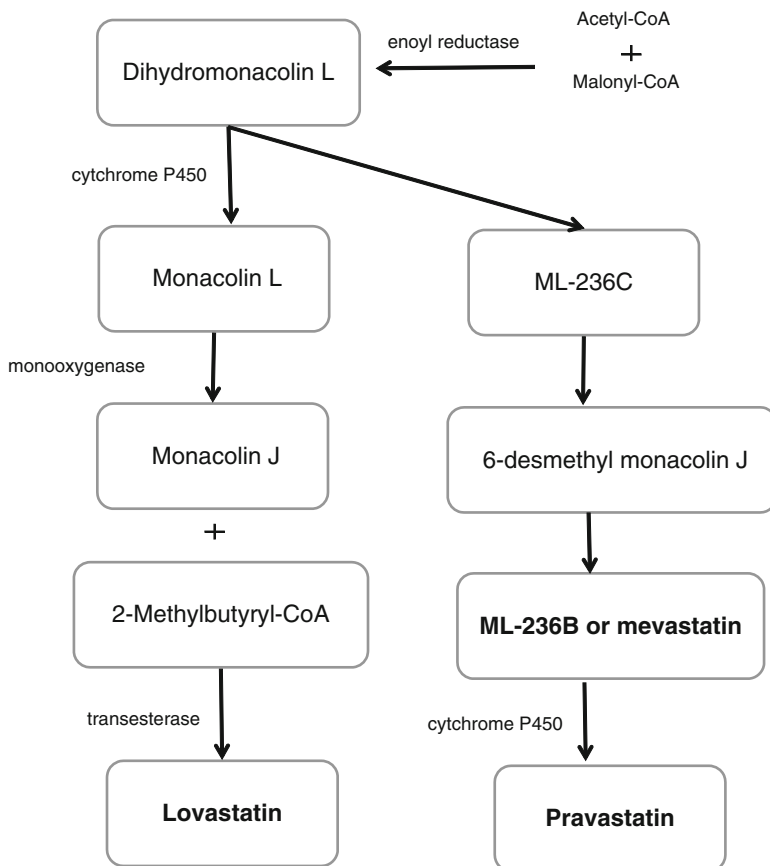 Acetyl-CoA
+
Malonyl-CoA
enoyl reductase
Dihydromonacolin L
cytchrome P450
Monacolin L
ML-236C
monooxygenase
Monacolin J
6-desmethyl monacolin J
+
2-Methylbutyryl-CoA
ML-236B or mevastatin
transesterase
cytchrome P450
Lovastatin
Pravastatin